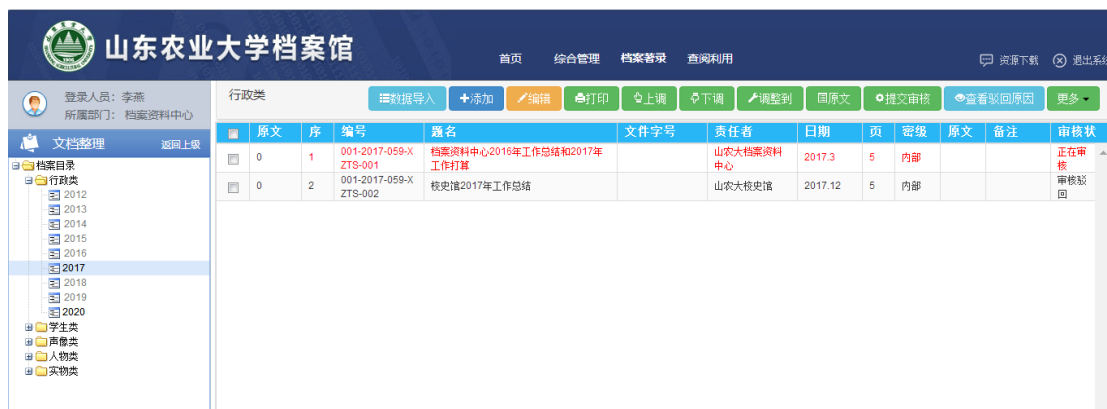 山东农业大学档案馆
首页 综合管理 档案著录 查阅利用
资源下载 退出系统
登录人员: 李燕
所属部门: 档案资料中心
行政类
数据导入 添加 编辑 打印 上调 下调 调整到 原文 提交审核 查看驳回原因 更多
文档整理 返回上级
原文 序 编号 题名 文件字号 责任者 日期 页 密级 原文 备注 审核状
0 1 001-2017-059-X 档案资料中心2016年工作总结和2017年 山农大档案资料 2017.3 5 内部 正在审
ZTS-001 工作打算 中心 核
0 2 001-2017-059-X 校史馆2017年工作总结 山农大校史馆 2017.12 5 内部 审核驳
ZTS-002 回
档案目录
行政类
2012
2013
2014
2015
2016
2017
2018
2019
2020
学生类
声像类
人物类
实物类